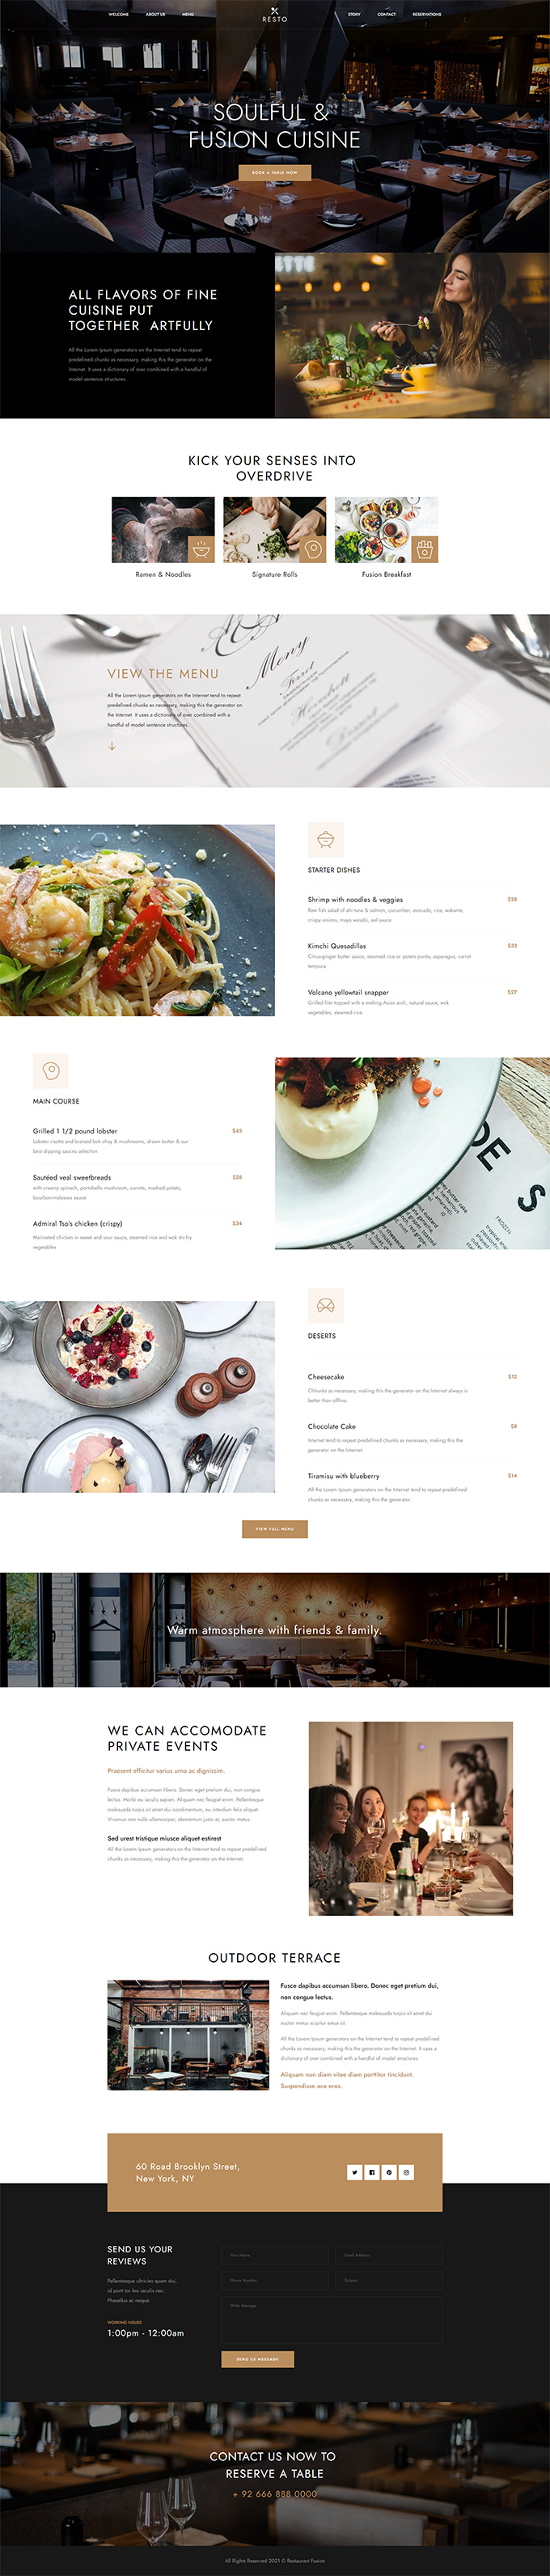 WELCOME ABOUT US MENU RESTO STORY CONTACT RESERVATIONS
SOULFUL &
FUSION CUISINE
BOOK A TABLE NOW
ALL FLAVORS OF FINE
CUISINE PUT
TOGETHER ARTFULLY
All the Lorem Ipsum generators on the Internet tend to repeat
predefined chunks as necessary, making this the generator on the
Internet. It uses a dictionary of over combined with a handful of
model sentence structures.
KICK YOUR SENSES INTO
OVERDRIVE
Ramen & Noodles
Signature Rolls
Fusion Breakfast
VIEW THE MENU
All the Lorem Ipsum generators on the Internet tend to repeat
predefined chunks as necessary, making this the generator on
the Internet. It uses a dictionary of over combined with a
handful of model sentence structures.
Menu
STARTER DISHES
Shrimp with noodles & veggies $28
Raw fish salad of ahi tuna & salmon, cucumber, avocado, rice, wakame,
crispy onions, mayo wasabi, eel sauce
Kimchi Quesadillas $33
Citrus-ginger butter sauce, steamed rice or potato purée, asparagus, carrot
tempura
Volcano yellowtail snapper $27
Grilled filet topped with a melting Asian aioli, natural sauce, wok
vegetables, steamed rice
MAIN COURSE
Grilled 1 1/2 pound lobster $45
Lobster risotto and braised bok choy & mushrooms, drawn butter & our
best dipping sauces selection
Sautéed veal sweetbreads $28
with creamy spinach, portobello mushroom, carrots, mashed potato,
bourbon-molasses sauce
Admiral Tso's chicken (crispy) $34
Marinated chicken in sweet and sour sauce, steamed rice and wok stir-fry
vegetables
DESERTS
Cheesecake $12
Chhunks as necessary, making this the generator on the Internet always is
better than offline.
Chocolate Cake $8
Internet tend to repeat predefined chunks as necessary, making this the
generator on the Internet
Tiramisu with blueberry $14
All the Lorem Ipsum generators on the Internet tend to repeat predefined
chunks as necessary, making this the generator.
VIEW FULL MENU
Warm atmosphere with friends & family.
WE CAN ACCOMODATE
PRIVATE EVENTS
Praesent efficitur varius urna ac dignissim.
Fusce dap-bus accumsan libero. Donec eget pretium dui, non congue
lectus. Morbi eu iaculis sapien. Aliquam nec feugiat enim. Pellentesque
malesuada turpis sit amet dui condimentum, eu interdum felis aliquet.
Vivamus non nulla ullamcorper, elementum justo at, auctor metus.
Sed urest tristique miusce aliquet estirest
All the Lorem Ipsum generators on the Internet tend to repeat predefined
chunks as necessary, making this the generator on the Internet.
OUTDOOR TERRACE
Fusce dapibus accumsan libero. Donec eget pretium dui,
non congue lectus.
Aliquam nec feugiat enim. Pellentesque malesuada turpis sit amet dui
auctor metus sciptur estus sit.
All the Lorem Ipsum generators on the Internet tend to repeat predefined
chunks as necessary, making this the generator on the Internet. It uses a
dictionary of over combined with a handful of model sentence structures
Aliquam non diam vitae diam porttitor tincidunt.
Suspendisse ace eros.
60 Road Brooklyn Street,
New York, NY
SEND US YOUR
REVIEWS
Pellentesque ultricies quam dui,
id port tor leo iaculis nec.
Phasellus ac neque.
WORKING HOURS
1:00pm - 12:00am
Your Name
Email Address
Phone Number
Subject
Write Message
SEND US MESSAGE
CONTACT US NOW TO
RESERVE A TABLE
+ 92 666 888 0000
All Rights Reserved 2021 © Restaurant Fusion